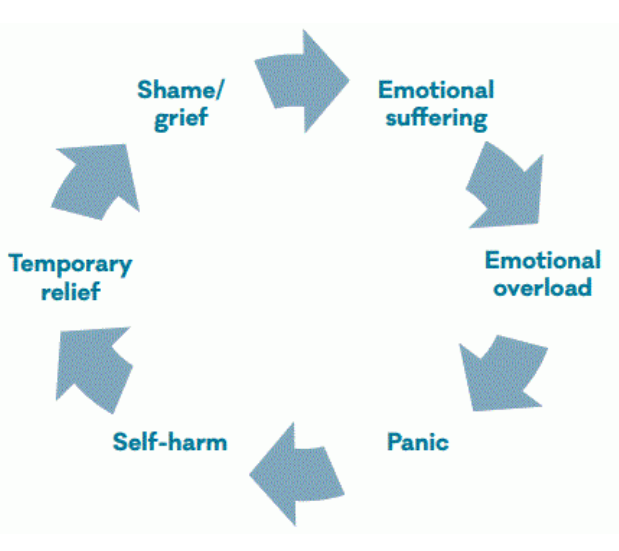 Shame/
grief
Emotional
suffering
Emotional
overload
Panic
Self-harm
Temporary
relief